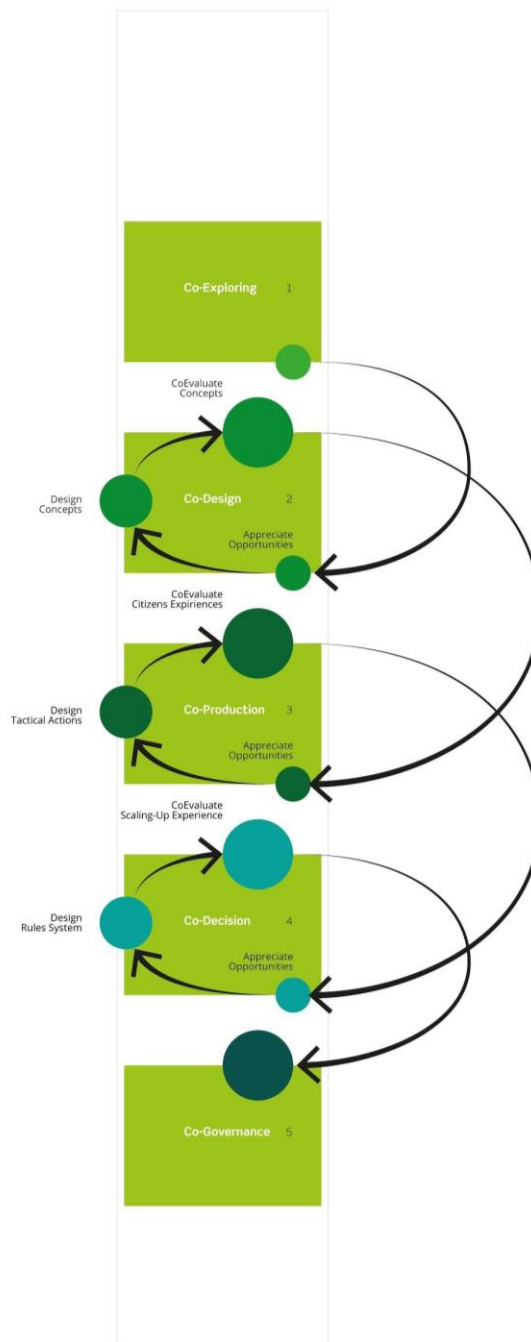 Co-Exploring 1
CoEvaluate
Concepts
Co-Design 2
Design
Concepts
Appreciate
Opportunities
CoEvaluate
Citizens Expiriences
Co-Production 3
Design
Tactical Actions
Appreciate
Opportunities
CoEvaluate
Scaling-Up Experience
Co-Decision 4
Design
Rules System
Appreciate
Opportunities
Co-Governance 5